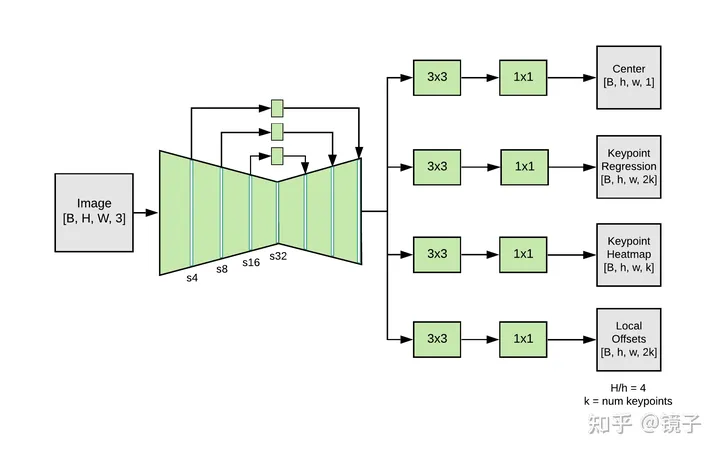 Image
[B, H, W, 3]
s4
s8
s16
s32
3x3
1x1
Center
[B, h, w, 1]
3x3
1x1
Keypoint
Regression
[B, h, w, 2k]
3x3
1x1
Keypoint
Heatmap
[B, h, w, k]
3x3
1x1
Local
Offsets
[B, h, w, 2k]
H/h = 4
k = num keypoints
知乎 @镜子